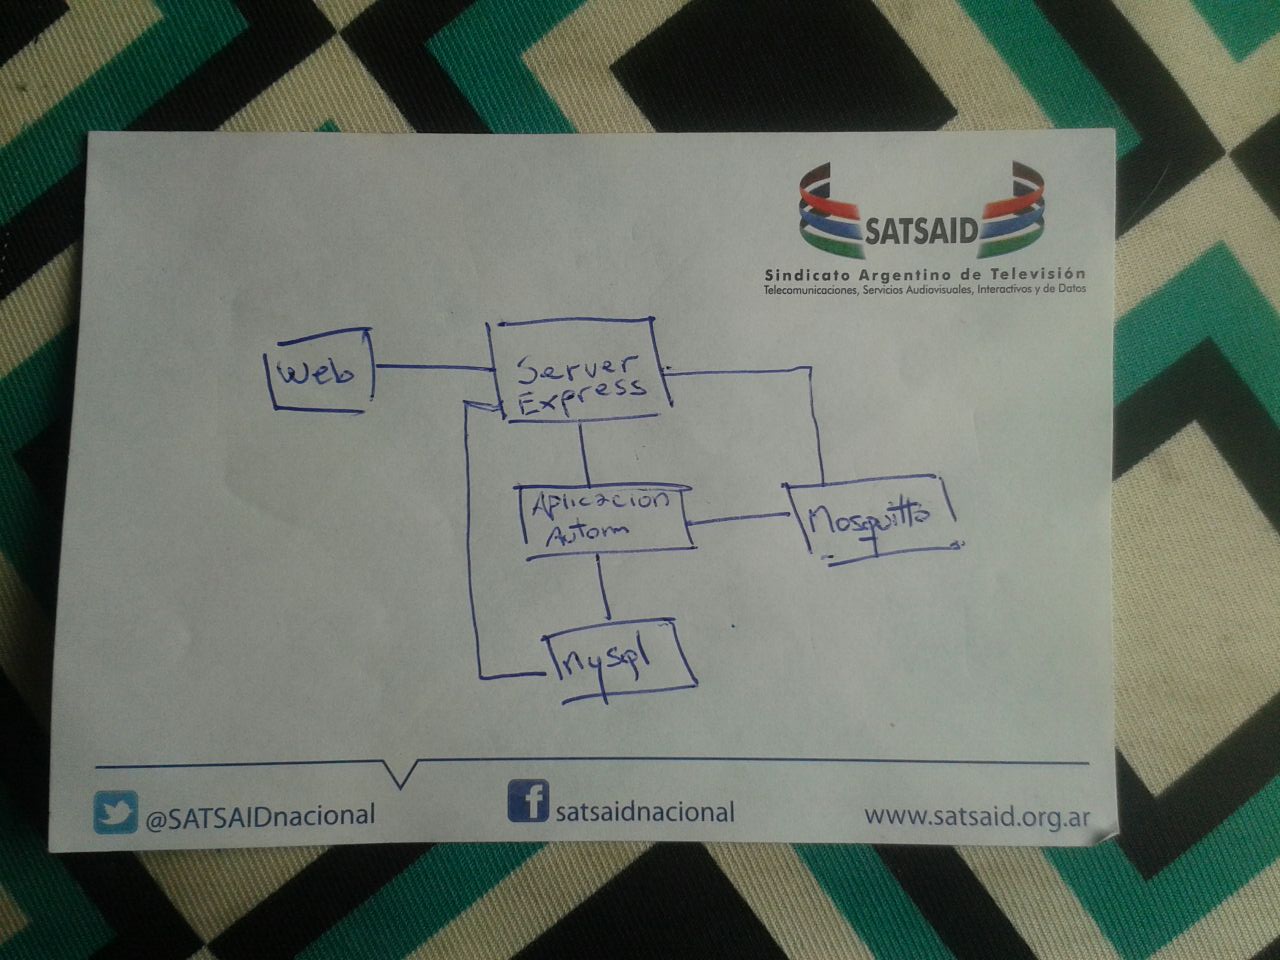 SATSAID
Sindicato Argentino de Televisión
Telecomunicaciones, Servicios Audiovisuales, Interactivos y de Datos
Web
Server
Express
Aplicacion
Autom
Mosquitto
mysql
@SATSAIDnacional
f satsaidnacional
www.satsaid.org.ar